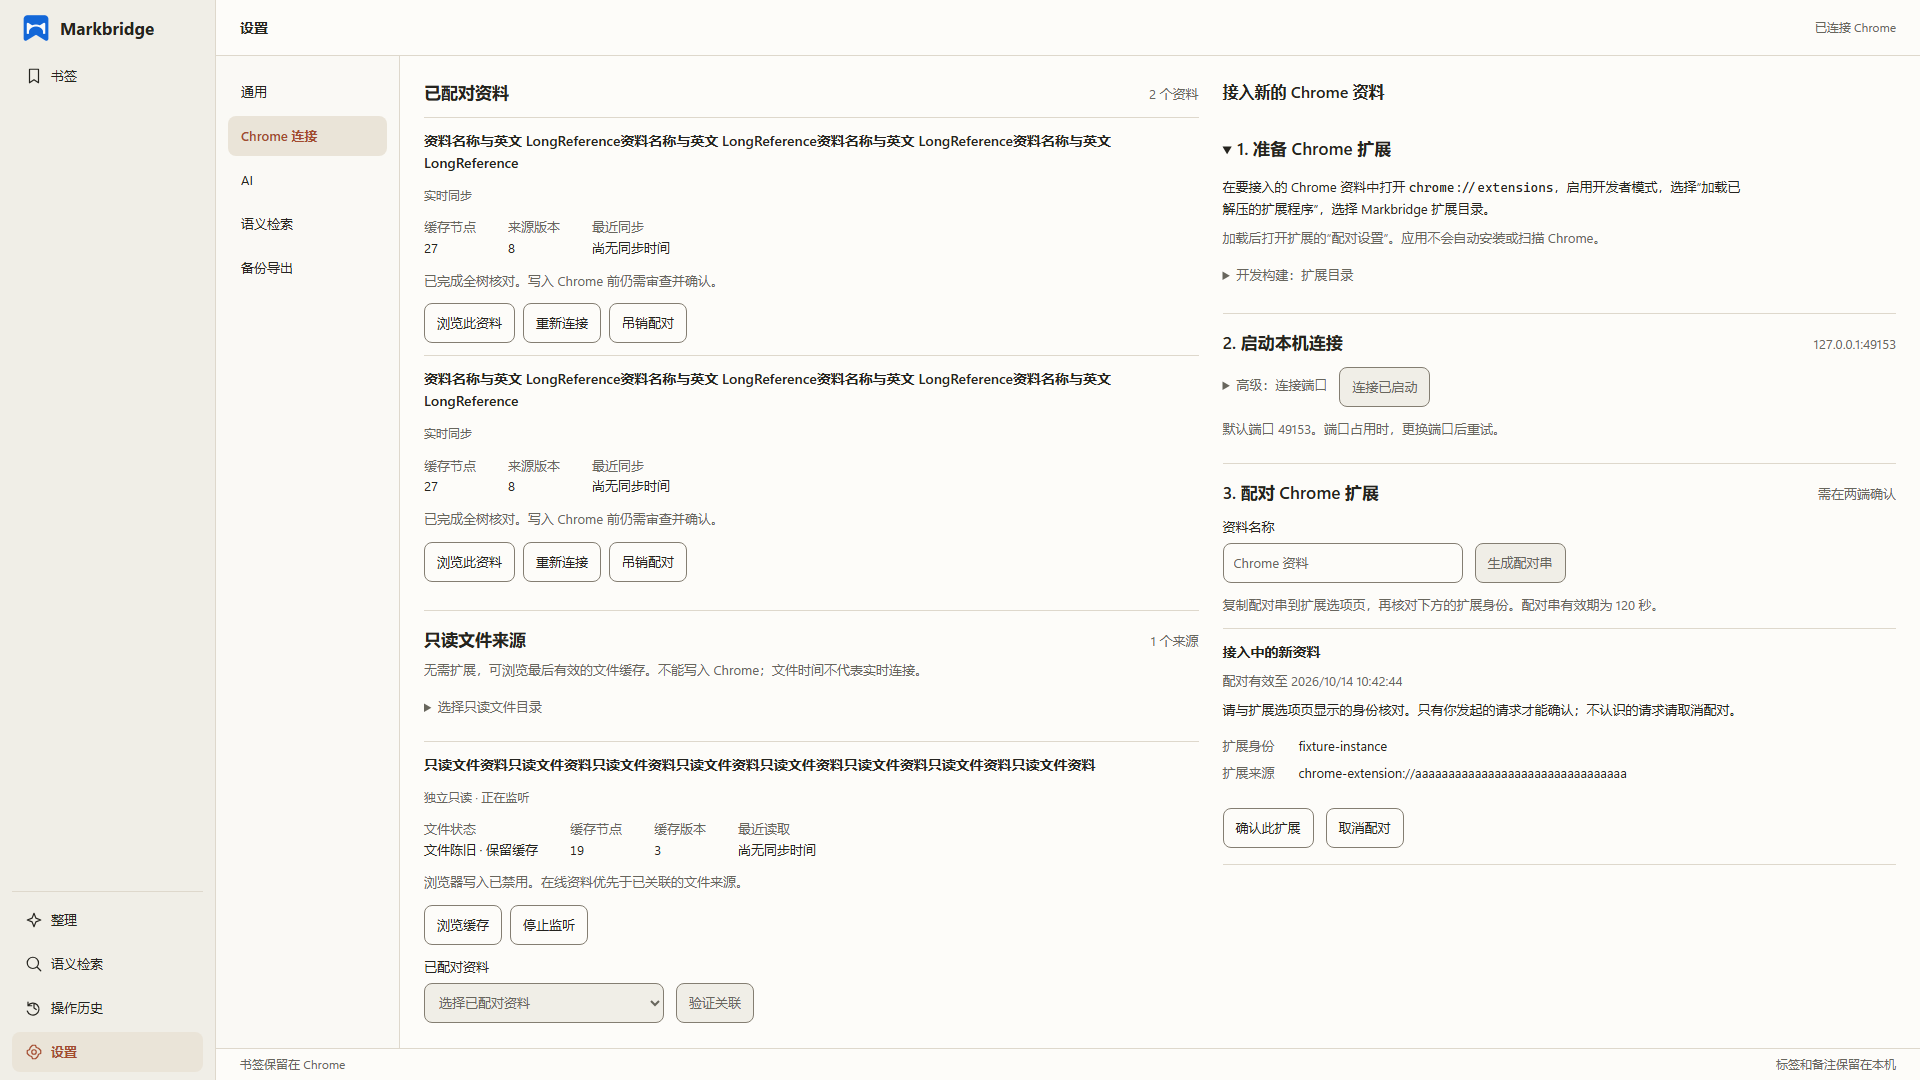 Markbridge
书签
整理
语义检索
操作历史
设置
设置
已连接 Chrome
通用
Chrome 连接
AI
语义检索
备份导出
已配对资料
2 个资料
资料名称与英文 LongReference资料名称与英文 LongReference资料名称与英文 LongReference资料名称与英文
LongReference
实时同步
缓存节点 来源版本 最近同步
27 8 尚无同步时间
已完成全树核对。写入 Chrome 前仍需审查并确认。
浏览此资料 重新连接 吊销配对
资料名称与英文 LongReference资料名称与英文 LongReference资料名称与英文 LongReference资料名称与英文
LongReference
实时同步
缓存节点 来源版本 最近同步
27 8 尚无同步时间
已完成全树核对。写入 Chrome 前仍需审查并确认。
浏览此资料 重新连接 吊销配对
只读文件来源
1 个来源
无需扩展，可浏览最后有效的文件缓存。不能写入 Chrome；文件时间不代表实时连接。
选择只读文件目录
只读文件资料只读文件资料只读文件资料只读文件资料只读文件资料只读文件资料只读文件资料只读文件资料
独立只读 · 正在监听
文件状态 缓存节点 缓存版本 最近读取
文件陈旧 · 保留缓存 19 3 尚无同步时间
浏览器写入已禁用。在线资料优先于已关联的文件来源。
浏览缓存 停止监听
已配对资料
选择已配对资料 验证关联
接入新的 Chrome 资料
1. 准备 Chrome 扩展
在要接入的 Chrome 资料中打开 chrome://extensions，启用开发者模式，选择“加载已
解压的扩展程序”，选择 Markbridge 扩展目录。
加载后打开扩展的“配对设置”。应用不会自动安装或扫描 Chrome。
开发构建：扩展目录
2. 启动本机连接
127.0.0.1:49153
高级：连接端口 连接已启动
默认端口 49153。端口占用时，更换端口后重试。
3. 配对 Chrome 扩展
需在两端确认
资料名称
Chrome 资料 生成配对串
复制配对串到扩展选项页，再核对下方的扩展身份。配对串有效期为 120 秒。
接入中的新资料
配对有效至 2026/10/14 10:42:44
请与扩展选项页显示的身份核对。只有你发起的请求才能确认；不认识的请求请取消配对。
扩展身份 fixture-instance
扩展来源 chrome-extension://aaaaaaaaaaaaaaaaaaaaaaaaaaaaaaaa
确认此扩展 取消配对
书签保留在 Chrome
标签和备注保留在本机